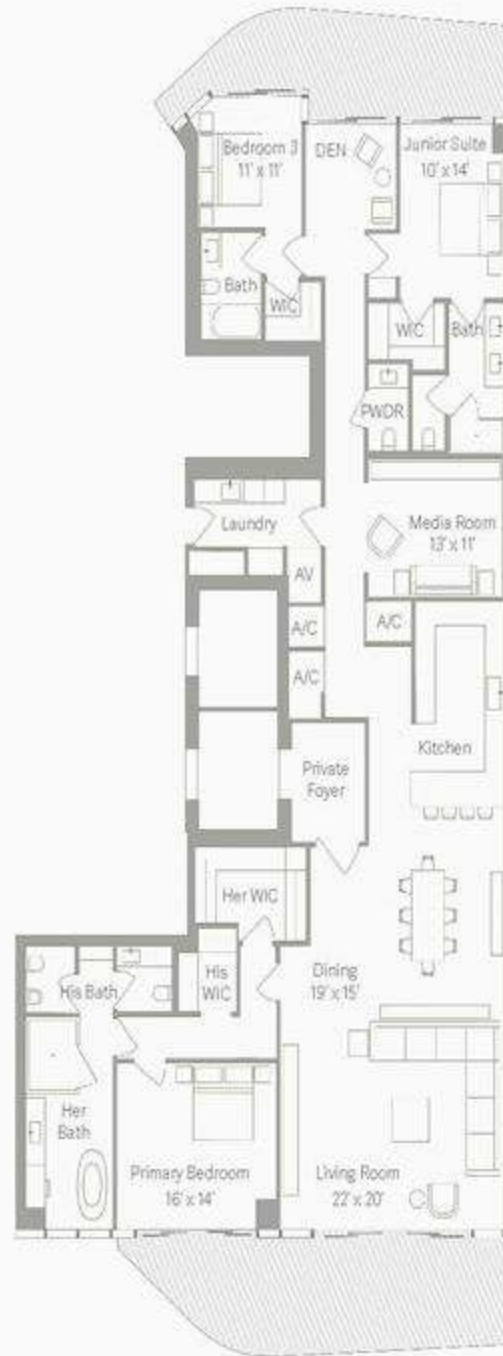 Bedroom 3
11' x 11'
DEN
Junior Suite
10' x 14'
Bath
WIC
WIC
Bath
PWDR
Laundry
Media Room
13' x 11'
AV
A/C
A/C
A/C
Kitchen
Private
Foyer
Her WIC
His
WIC
His Bath
Dining
19' x 15'
Her
Bath
Primary Bedroom
16' x 14'
Living Room
22' x 20'